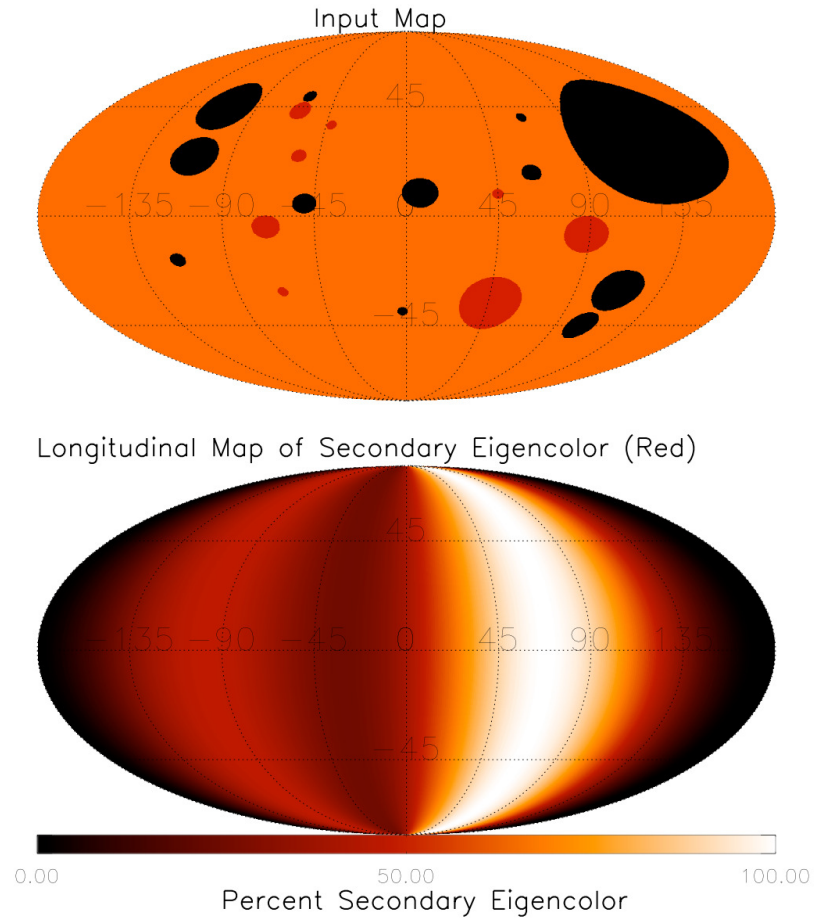 Input Map
45
-135 -90 -45 0 45 90 135
-45
Longitudinal Map of Secondary Eigencolor (Red)
45
-135 -90 -45 0 45 90 135
-45
0.00 50.00 100.00
Percent Secondary Eigencolor